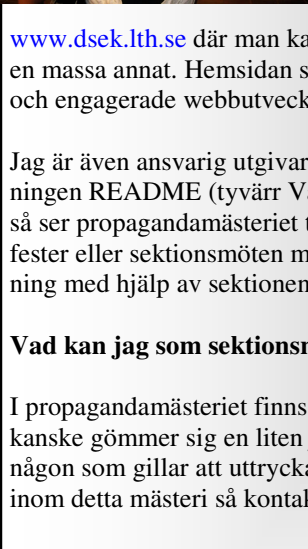 www.dsek.lth.se där man ka
en massa annat. Hemsidan s
och engagerade webbutveck
Jag är även ansvarig utgivar
ningen README (tyvärr V
så ser propagandamästeriet t
fester eller sektionsmöten m
ning med hjälp av sektionen
Vad kan jag som sektionsm
I propagandamästeriet finns
kanske gömmer sig en liten
någon som gillar att uttrycka
inom detta mästeri så kontak